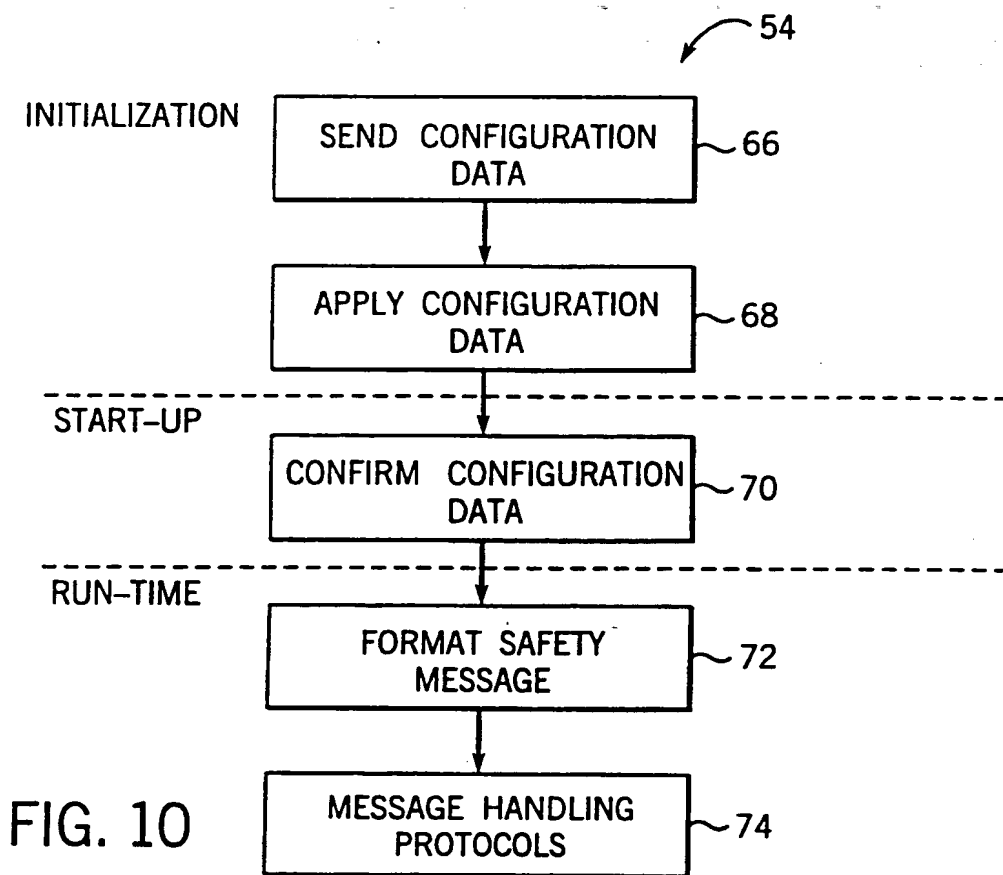 54
INITIALIZATION
SEND CONFIGURATION
DATA
66
APPLY CONFIGURATION
DATA
68
START-UP
CONFIRM CONFIGURATION
DATA
70
RUN-TIME
FORMAT SAFETY
MESSAGE
72
MESSAGE HANDLING
PROTOCOLS
74
FIG. 10